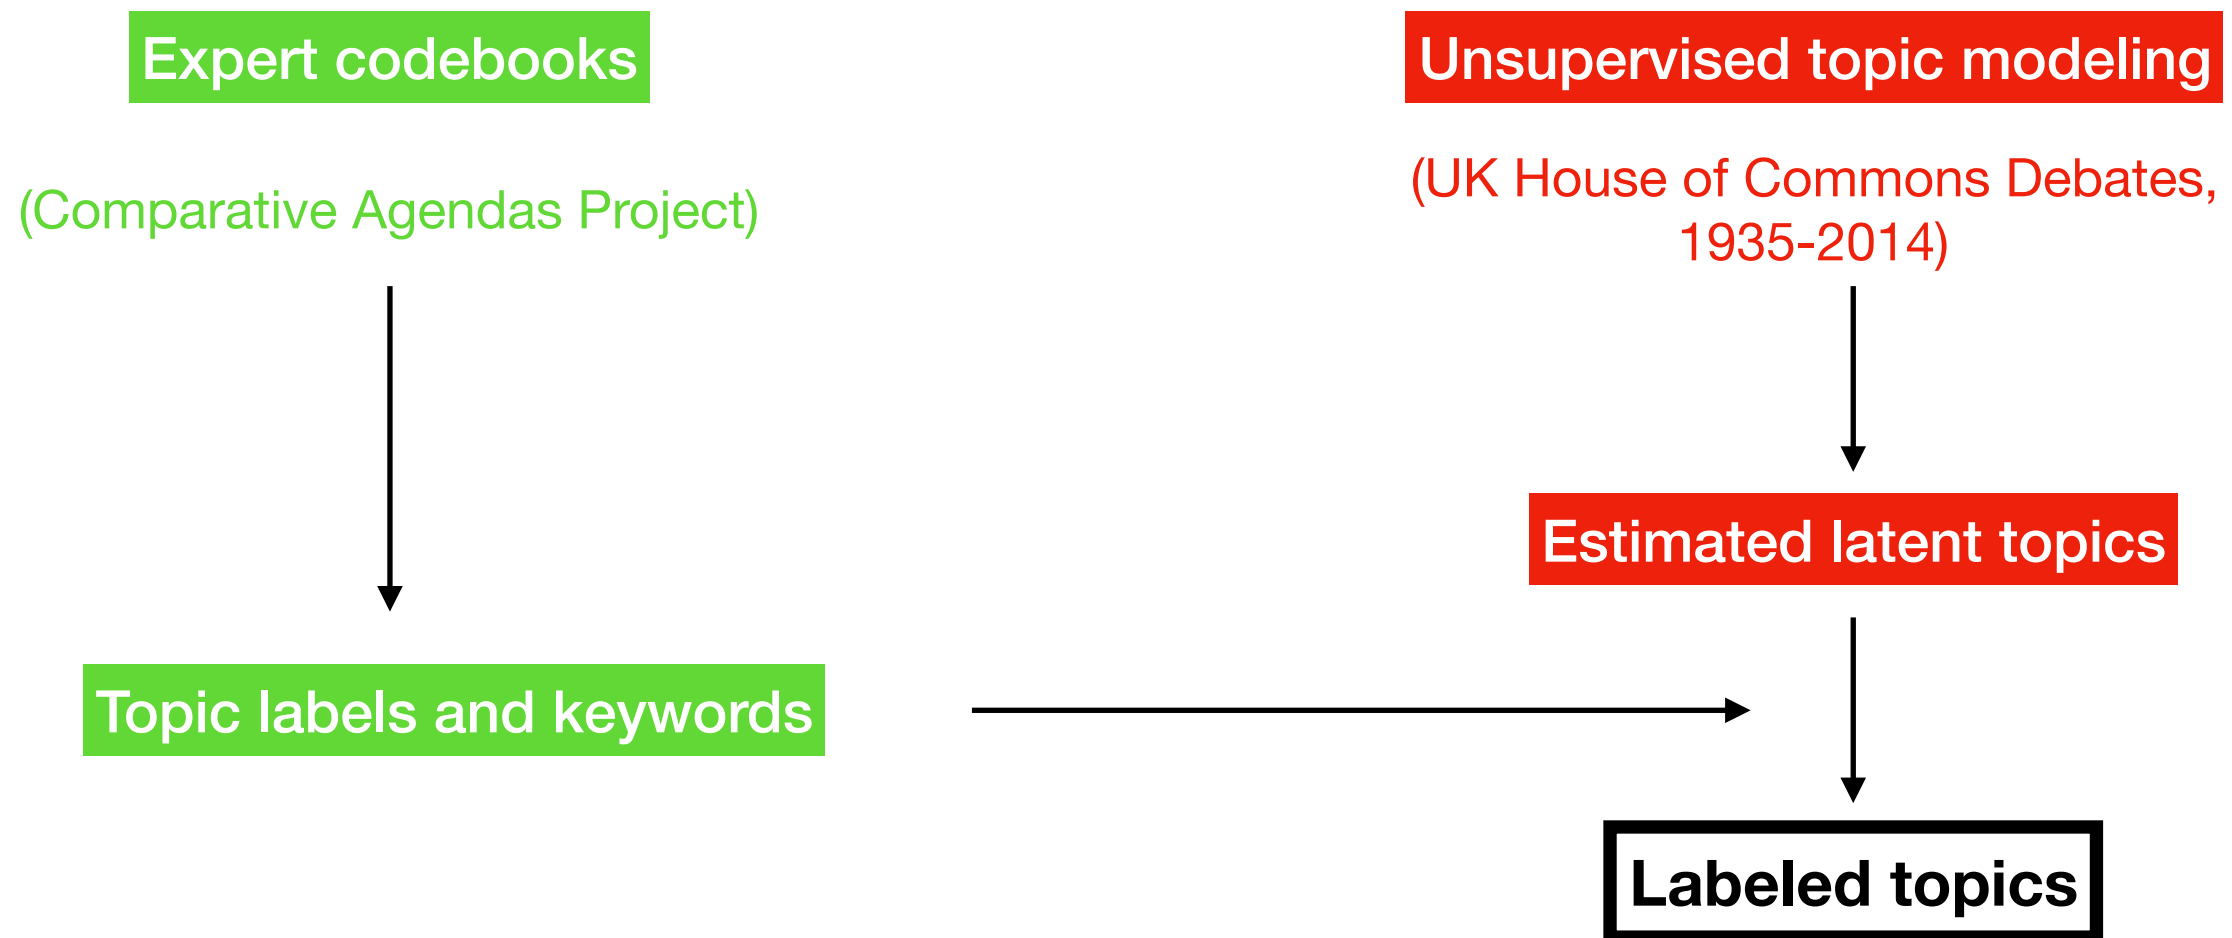 Expert codebooks
(Comparative Agendas Project)
Topic labels and keywords
Unsupervised topic modeling
(UK House of Commons Debates,
1935-2014)
Estimated latent topics
Labeled topics